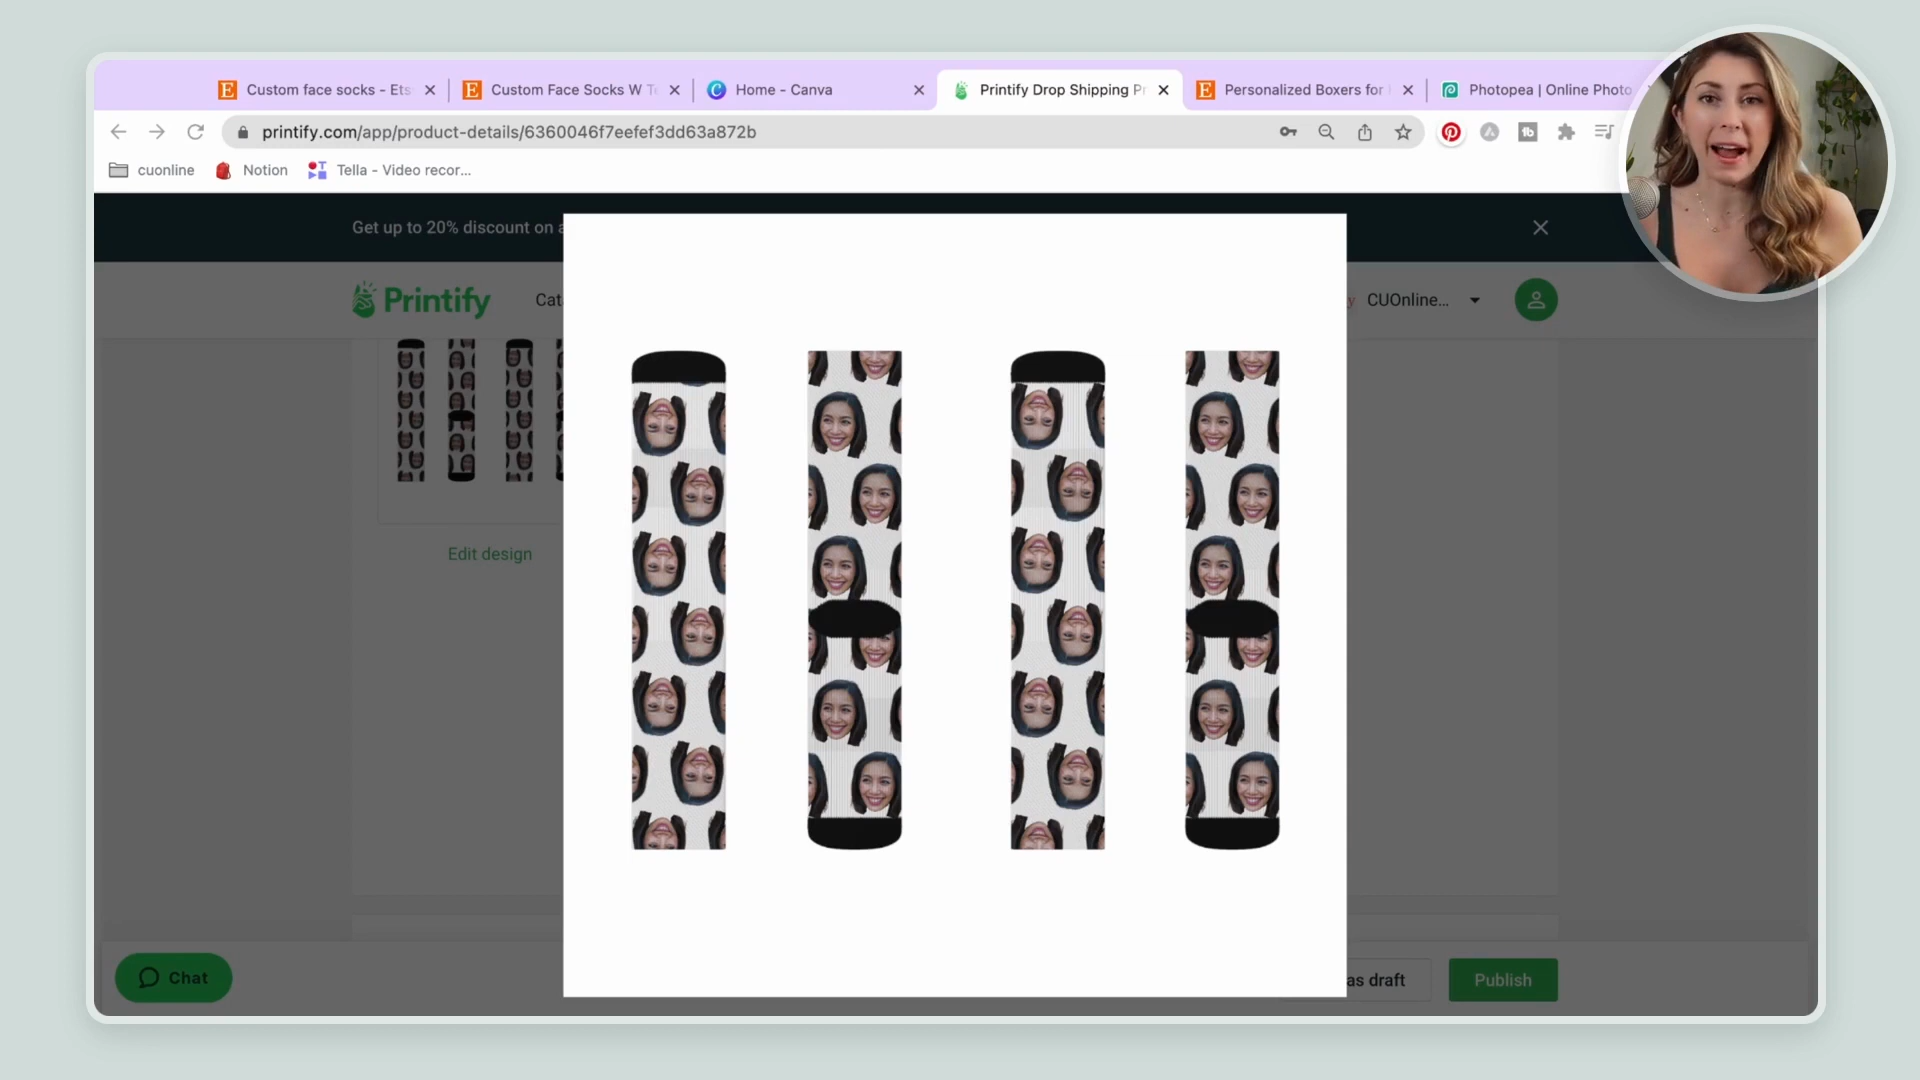 Custom face socks - Ets
Custom Face Socks W Te
Home - Canva
Printify Drop Shipping Pr
Personalized Boxers for
Photopea | Online Photo
printify.com/app/product-details/6360046f7eefef3dd63a872b
cuonline
Notion
Tella - Video recor...
Get up to 20% discount on a
Printify
Cat
y
CUOnline...
Edit design
Chat
as draft
Publish